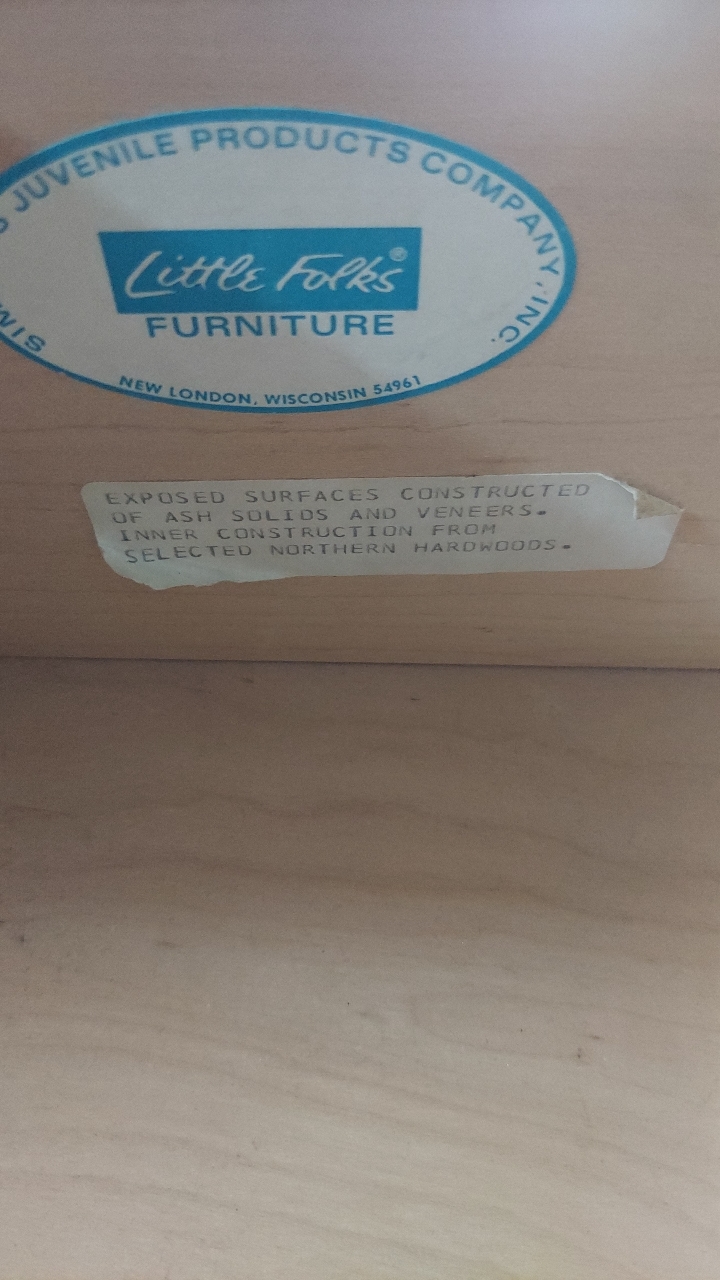 JUVENILE PRODUCTS COMPANY, INC.
Little Folks®
FURNITURE
NEW LONDON, WISCONSIN 54961
EXPOSED SURFACES CONSTRUCTED
OF ASH SOLIDS AND VENEERS.
INNER CONSTRUCTION FROM
SELECTED NORTHERN HARDWOODS.